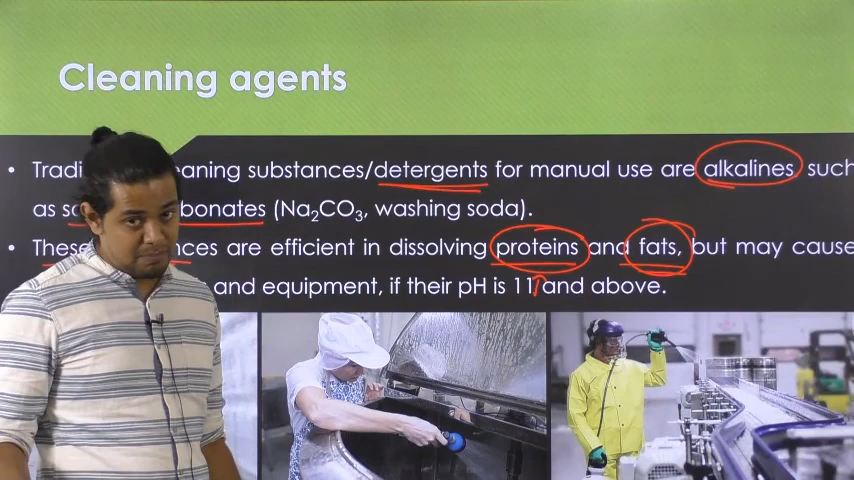 Cleaning agents
• Tradi eaning substances/detergents for manual use are alkalines such
as so bonates (Na₂CO₃, washing soda).
• These nces are efficient in dissolving proteins and fats, but may cause
and equipment, if their pH is 11 and above.